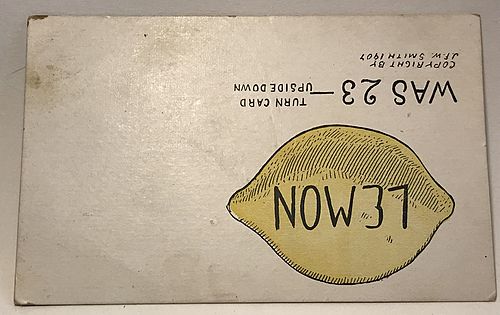 LEMON
WAS 23 — TURN CARD
UPSIDE DOWN
COPYRIGHT BY
J.F.W. SMITH 1907